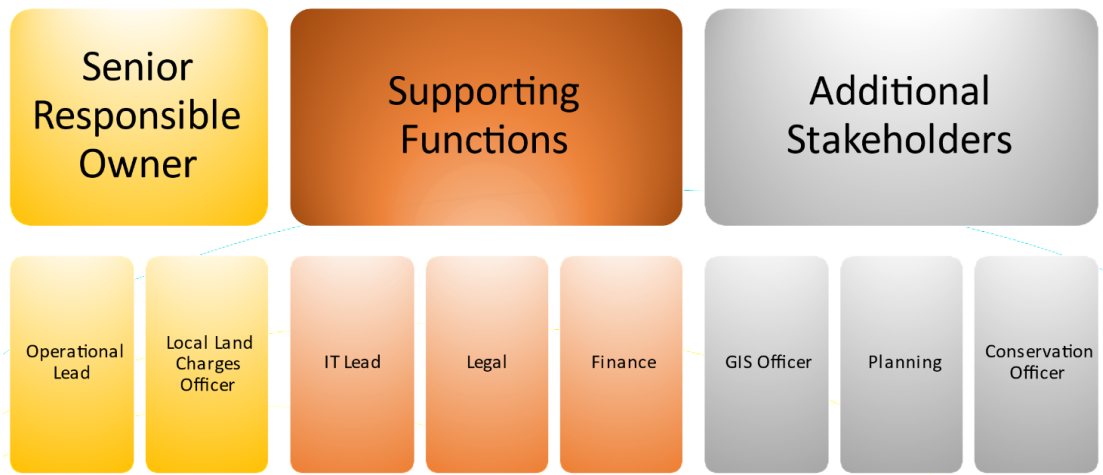 Senior
Responsible
Owner
Supporting
Functions
Additional
Stakeholders
Operational
Lead
Local Land
Charges
Officer
IT Lead
Legal
Finance
GIS Officer
Planning
Conservation
Officer